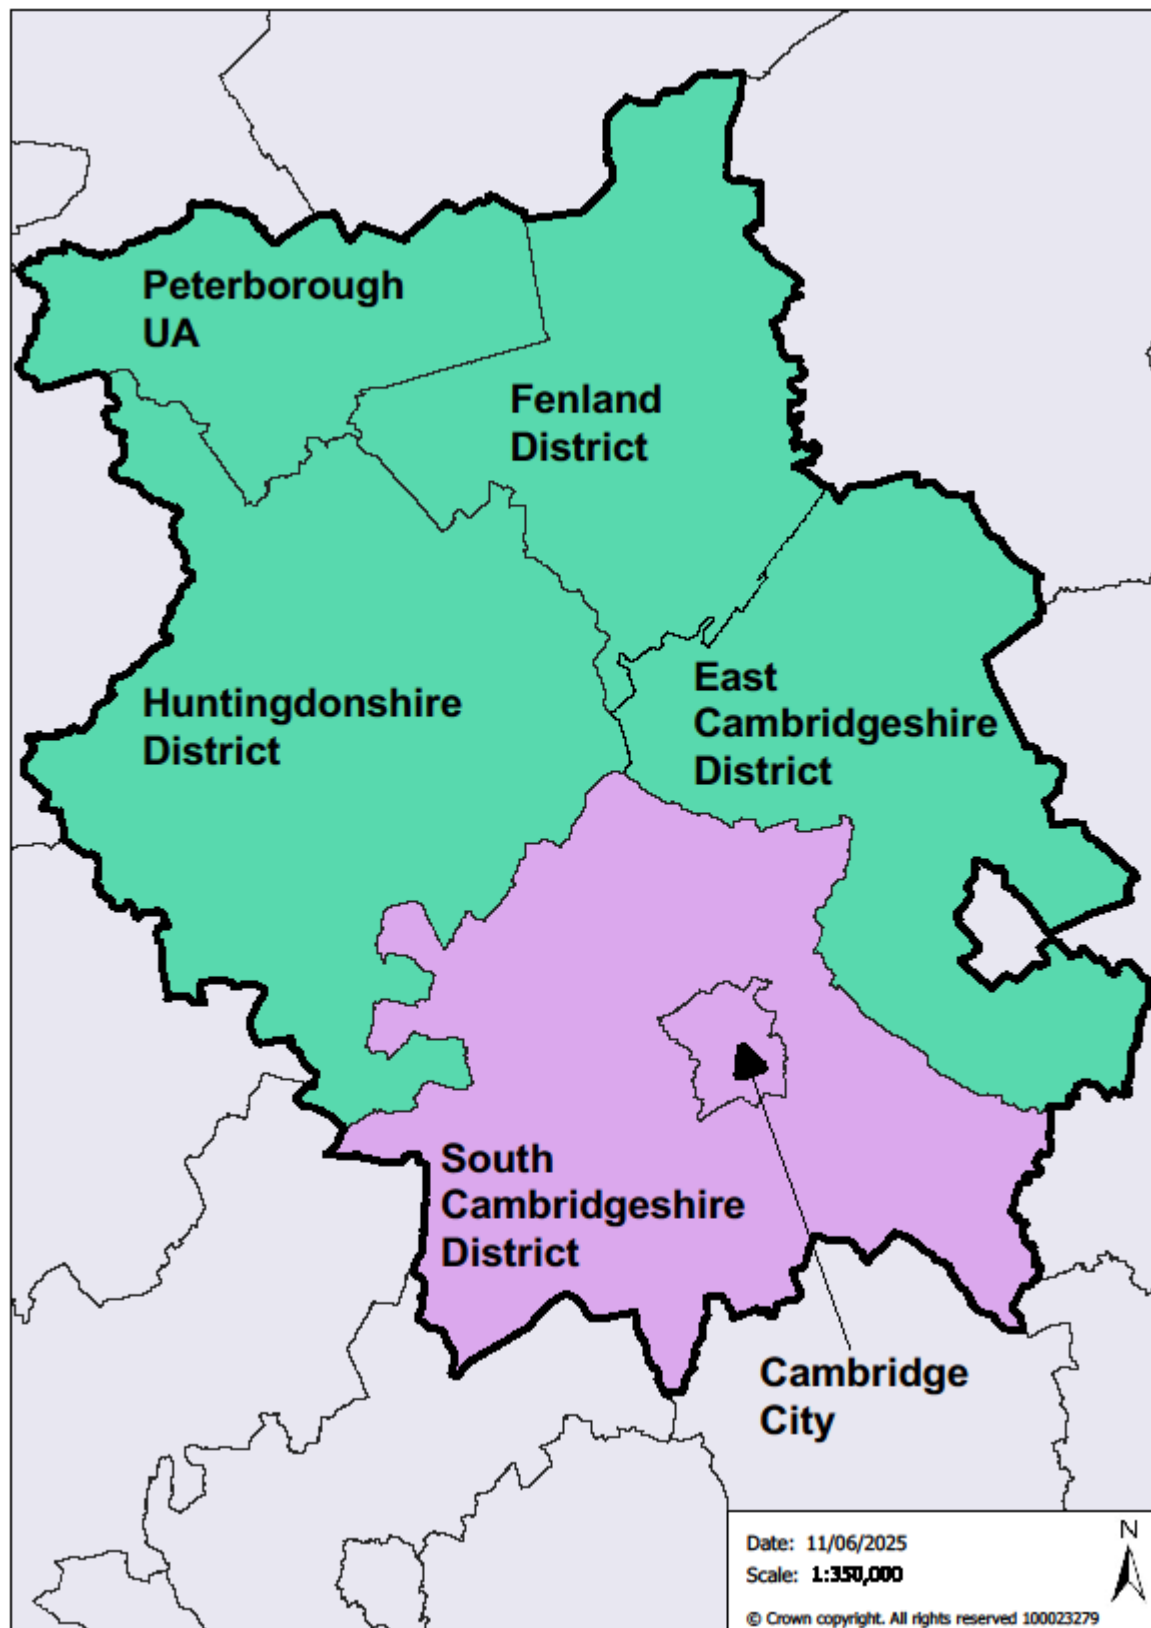 Peterborough
UA
Fenland
District
Huntingdonshire
District
East
Cambridgeshire
District
South
Cambridgeshire
District
Cambridge
City
Date: 11/06/2025
Scale: 1:350,000
N
© Crown copyright. All rights reserved 100023279